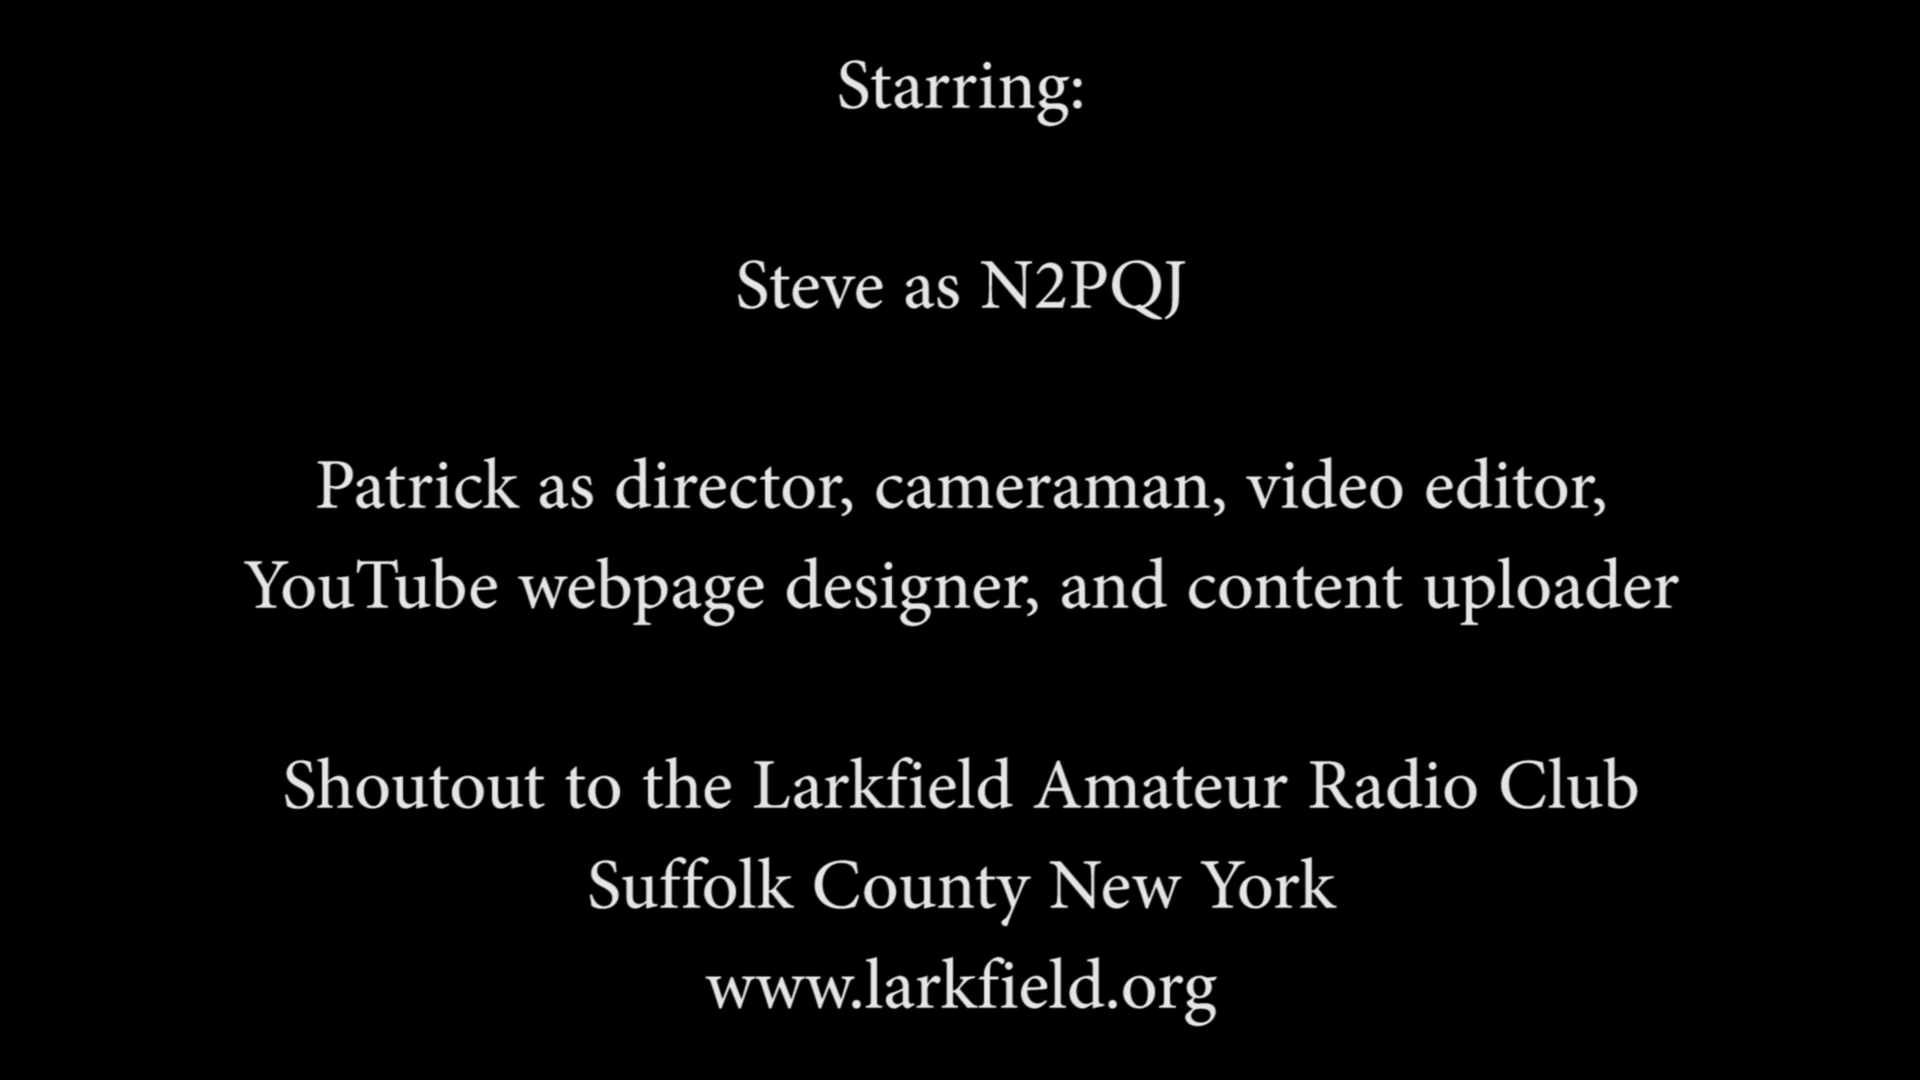 Starring:
Steve as N2PQJ
Patrick as director, cameraman, video editor,
YouTube webpage designer, and content uploader
Shoutout to the Larkfield Amateur Radio Club
Suffolk County New York
www.larkfield.org